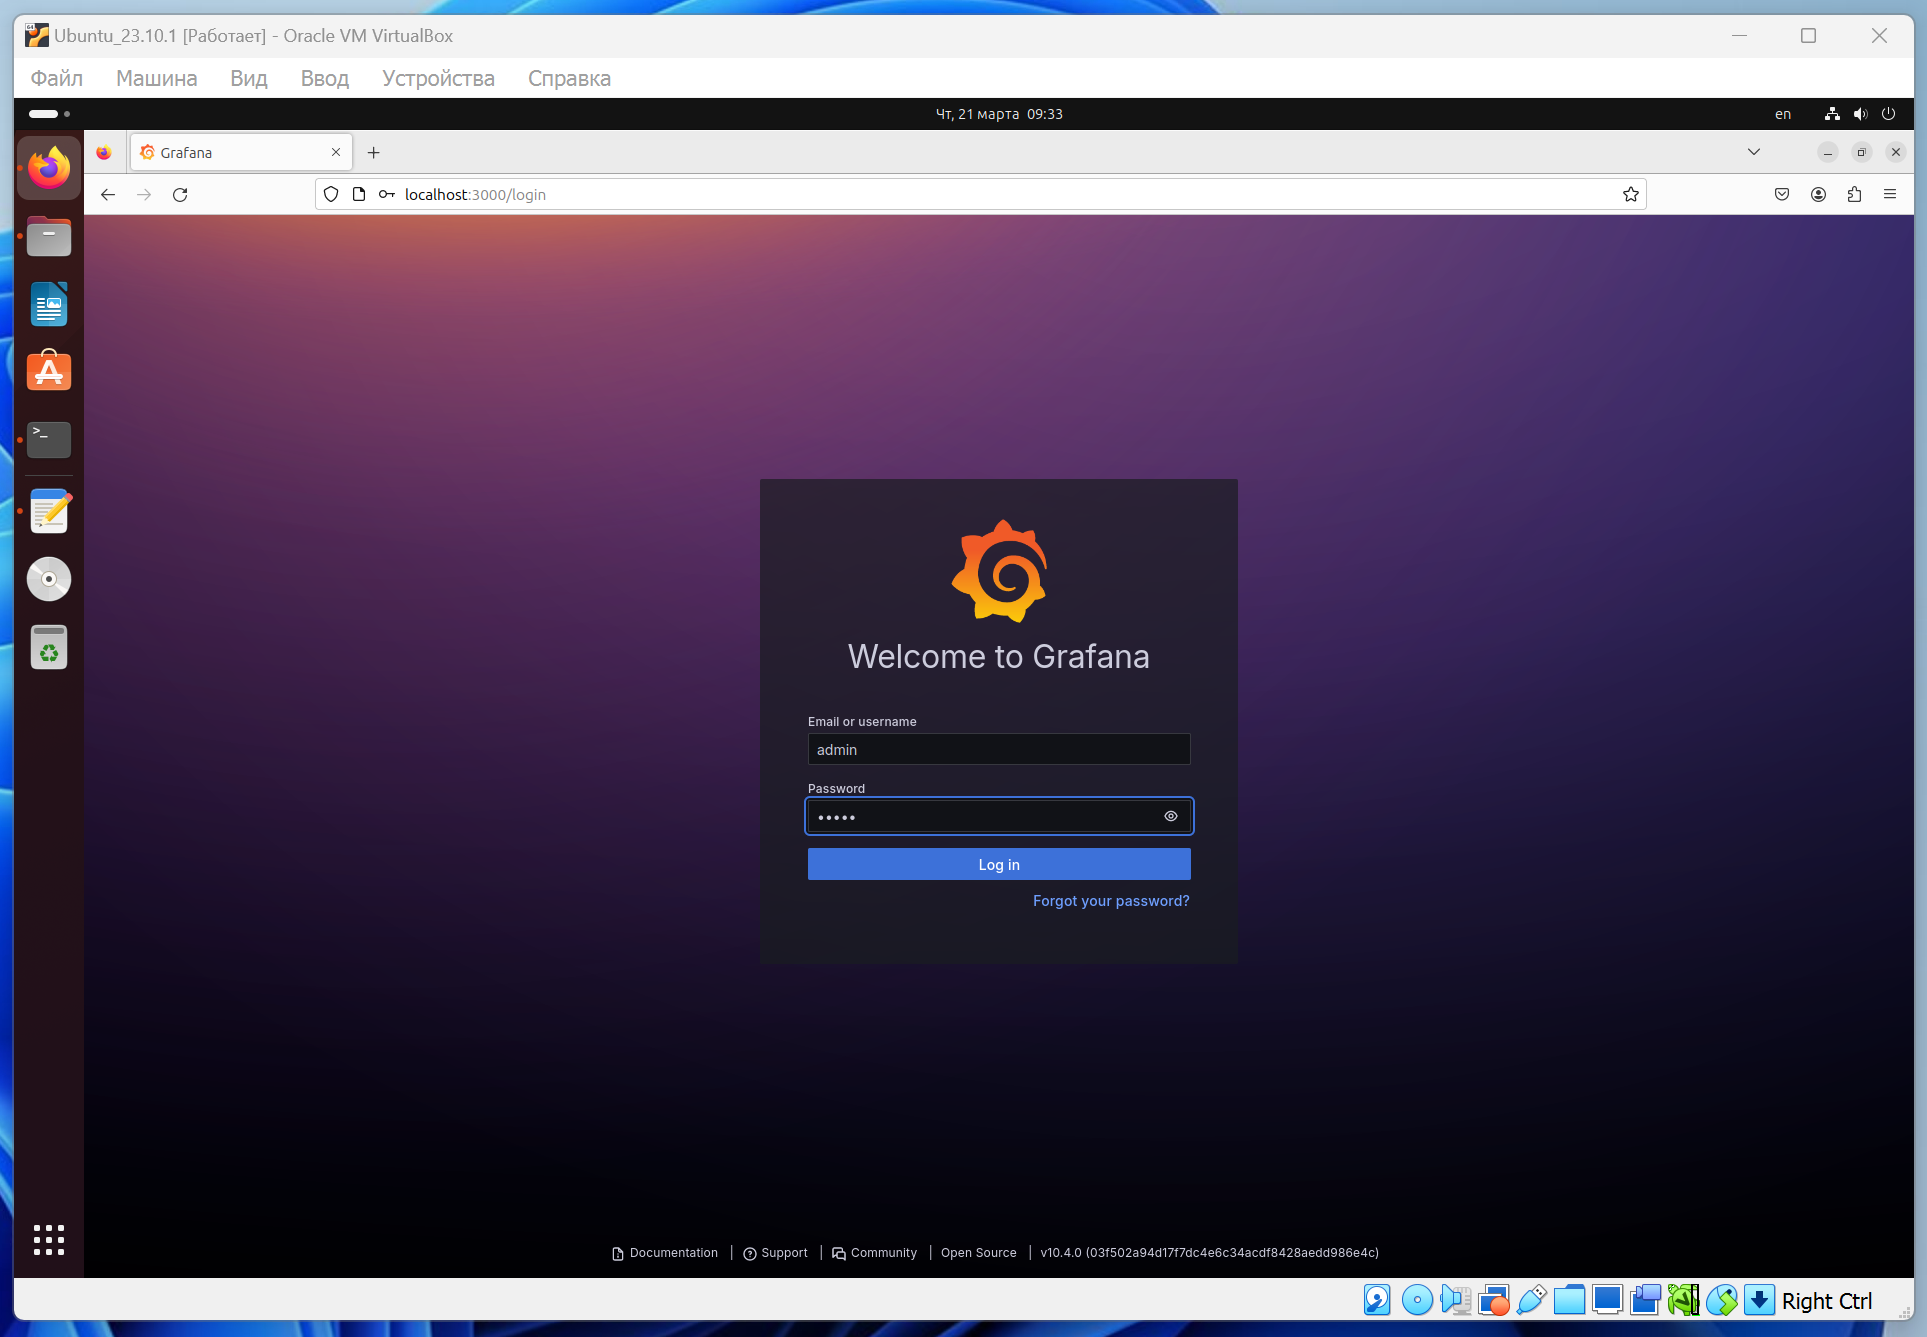 Ubuntu_23.10.1 [Работает] - Oracle VM VirtualBox
Файл Машина Вид Ввод Устройства Справка
Чт, 21 марта 09:33
en
Grafana
localhost:3000/login
Welcome to Grafana
Email or username
admin
Password
•••••
Log in
Forgot your password?
Documentation | Support | Community | Open Source | v10.4.0 (03f502a94d17f7dc4e6c34acdf8428aedd986e4c)
Right Ctrl